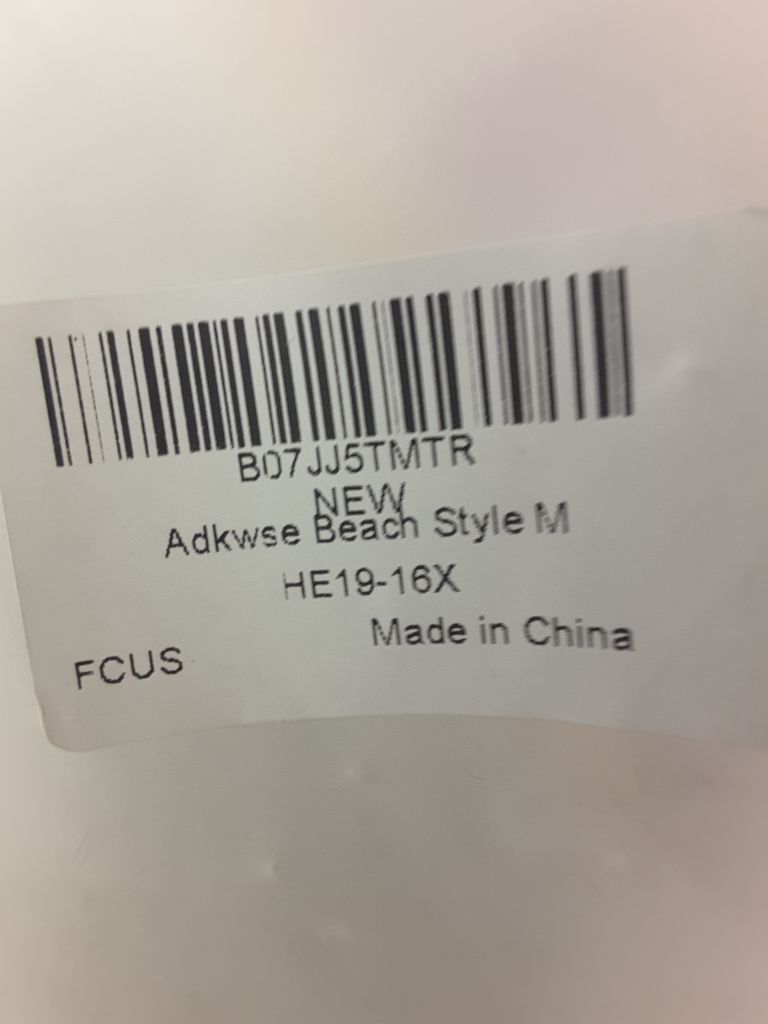 B07JJ5TMTR
NEW
Adkwse Beach Style M
HE19-16X
Made in China
FCUS